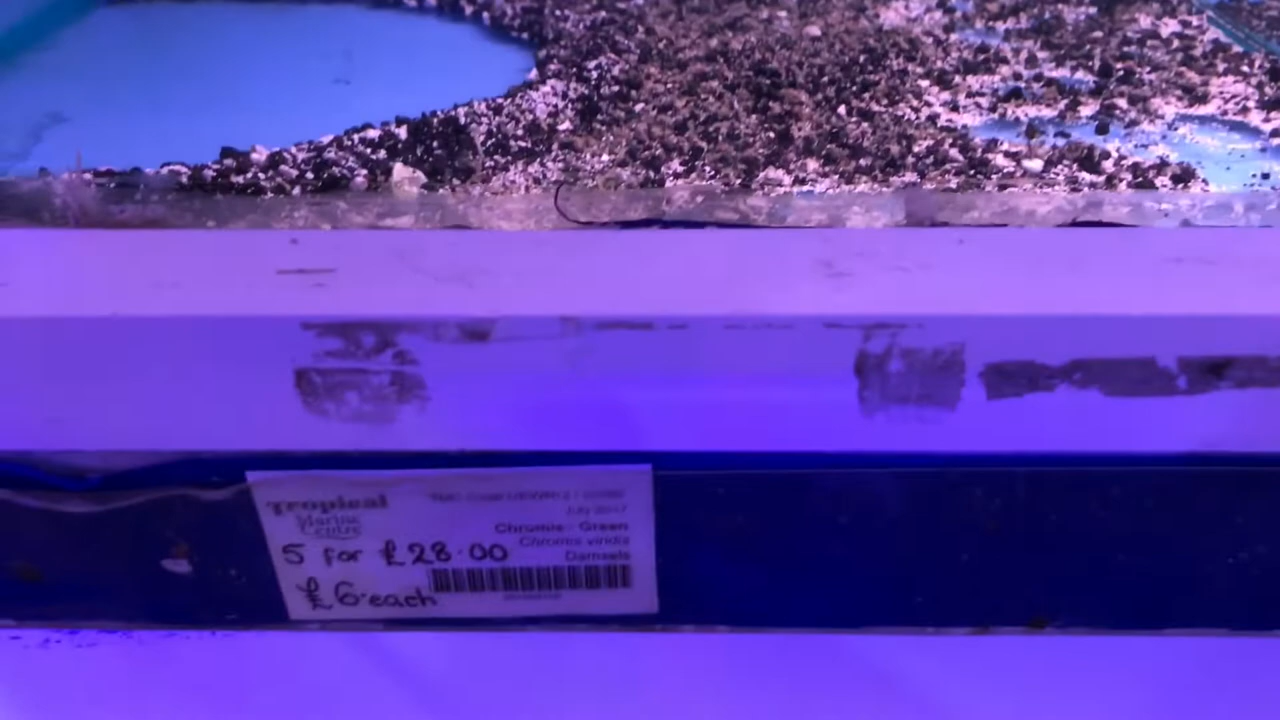 Tropical
Marine
Centre
July 2017
Chromis - Green
Chromis viridis
Damsels
5 for £28.00
£6 each